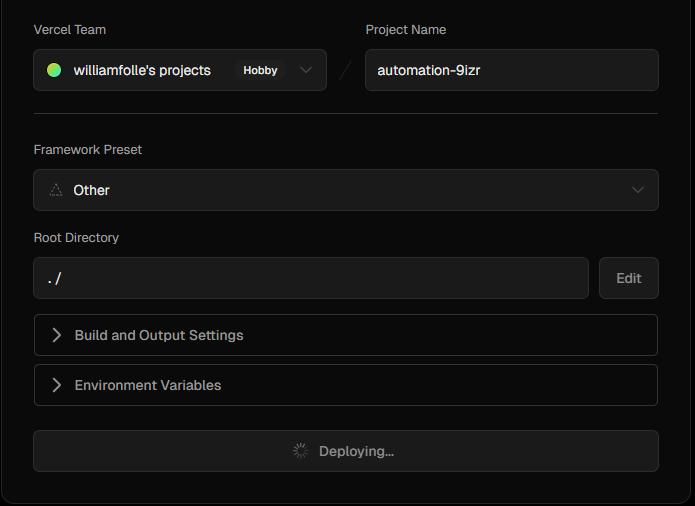 Vercel Team
Project Name
williamfolle's projects Hobby
automation-9izr
Framework Preset
Other
Root Directory
./
Edit
Build and Output Settings
Environment Variables
Deploying...